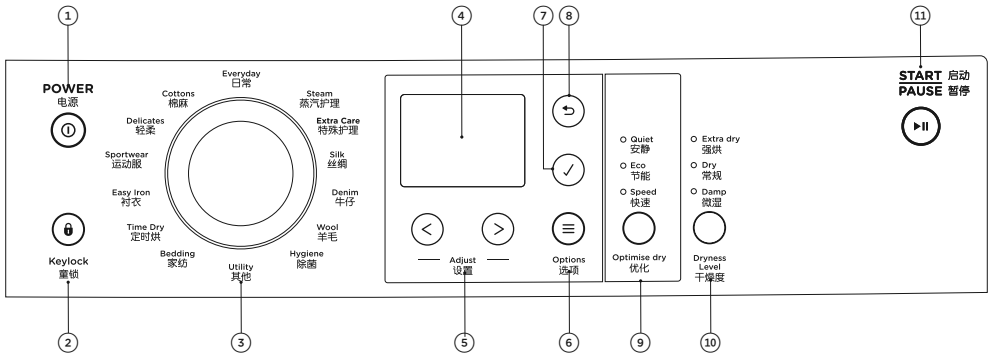 1
4
7
8
11
POWER
电源
Everyday
日常
Cottons
棉麻
Delicates
轻柔
Sportwear
运动服
Easy Iron
衬衣
Time Dry
定时烘
Bedding
家纺
Utility
其他
Steam
蒸汽护理
Extra Care
特殊护理
Silk
丝绸
Denim
牛仔
Wool
羊毛
Hygiene
除菌
Keylock
童锁
Adjust
设置
Options
选项
Quiet
安静
Eco
节能
Speed
快速
Optimise dry
优化
Extra dry
强烘
Dry
常规
Damp
微湿
Dryness
Level
干燥度
START 启动
PAUSE 暂停
2
3
5
6
9
10